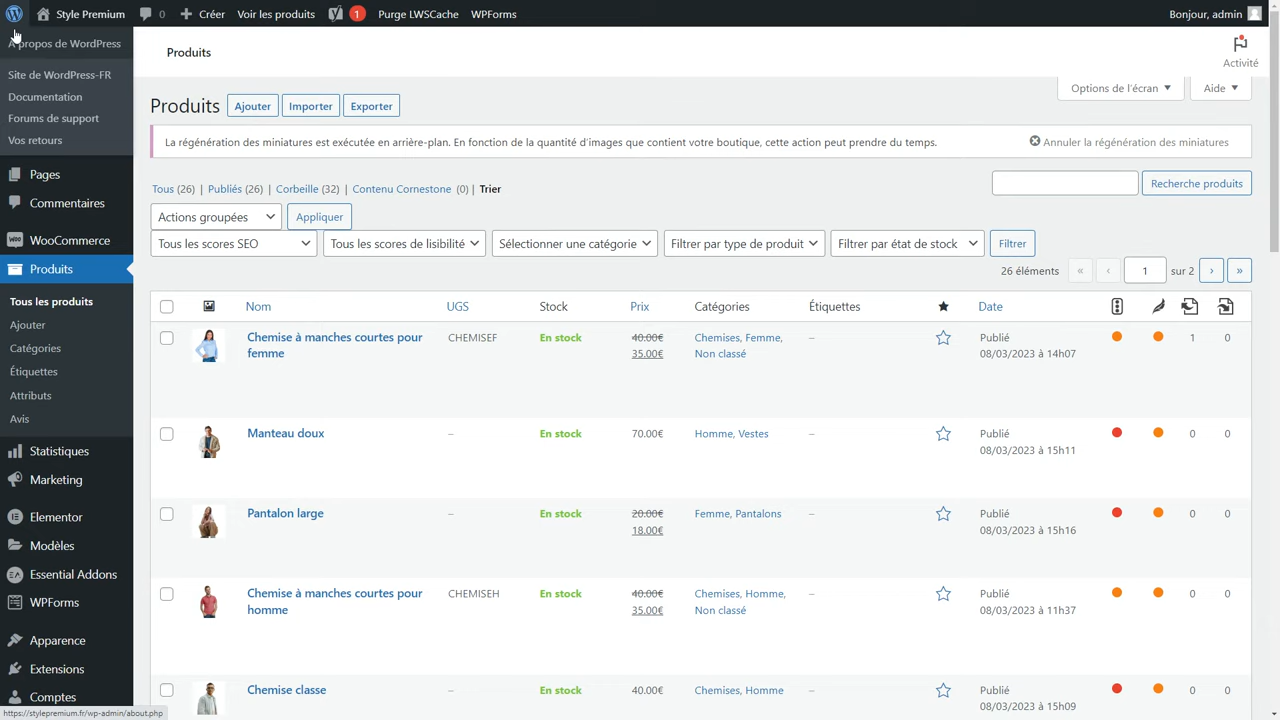 Style Premium 0 Créer Voir les produits 1 Purge LWSCache WPForms Bonjour, admin
À propos de WordPress
Site de WordPress-FR
Documentation
Forums de support
Vos retours
Pages
Commentaires
WooCommerce
Produits
Tous les produits
Ajouter
Catégories
Étiquettes
Attributs
Avis
Statistiques
Marketing
Elementor
Modèles
Essential Addons
WPForms
Apparence
Extensions
Comptes
https://stylepremium.fr/wp-admin/about.php
Produits
Activité
Options de l'écran Aide
Produits Ajouter Importer Exporter
La régénération des miniatures est exécutée en arrière-plan. En fonction de la quantité d'images que contient votre boutique, cette action peut prendre du temps. Annuler la régénération des miniatures
Tous (26) | Publiés (26) | Corbeille (32) | Contenu Cornestone (0) | Trier
Recherche produits
Actions groupées Appliquer
Tous les scores SEO Tous les scores de lisibilité Sélectionner une catégorie Filtrer par type de produit Filtrer par état de stock Filtrer
26 éléments « ‹ 1 sur 2 › »
Nom UGS Stock Prix Catégories Étiquettes Date
Chemise à manches courtes pour CHEMISEF En stock 40.00€ Chemises, Femme, – Publié 1 0
femme 35.00€ Non classé 08/03/2023 à 14h07
Manteau doux – En stock 70.00€ Homme, Vestes – Publié 0 0
08/03/2023 à 15h11
Pantalon large – En stock 20.00€ Femme, Pantalons – Publié 0 0
18.00€ 08/03/2023 à 15h16
Chemise à manches courtes pour CHEMISEH En stock 40.00€ Chemises, Homme, – Publié 0 0
homme 35.00€ Non classé 08/03/2023 à 11h37
Chemise classe – En stock 40.00€ Chemises, Homme – Publié 0 0
08/03/2023 à 15h09